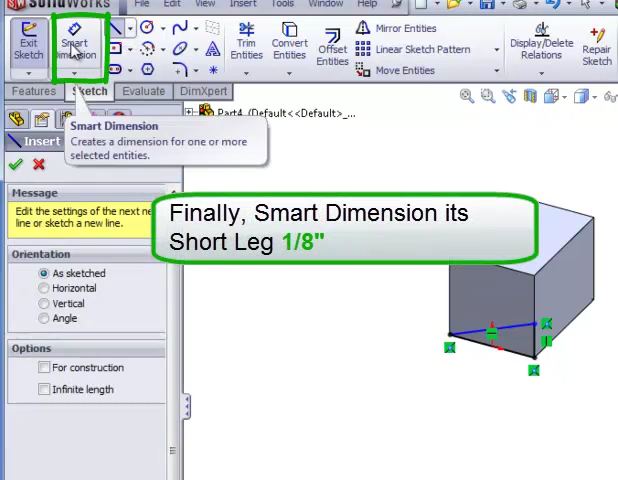 SolidWorks
File Edit View Insert Tools Window Help
Exit
Sketch
Smart
Dimension
Trim
Entities
Convert
Entities
Offset
Entities
Mirror Entities
Linear Sketch Pattern
Move Entities
Display/Delete
Relations
Repair
Sketch
Features Sketch Evaluate DimXpert
Part4 (Default<<Default>_...
Smart Dimension
Creates a dimension for one or more
selected entities.
Insert
Message
Edit the settings of the next ne
line or sketch a new line.
Finally, Smart Dimension its
Short Leg 1/8"
Orientation
As sketched
Horizontal
Vertical
Angle
Options
For construction
Infinite length